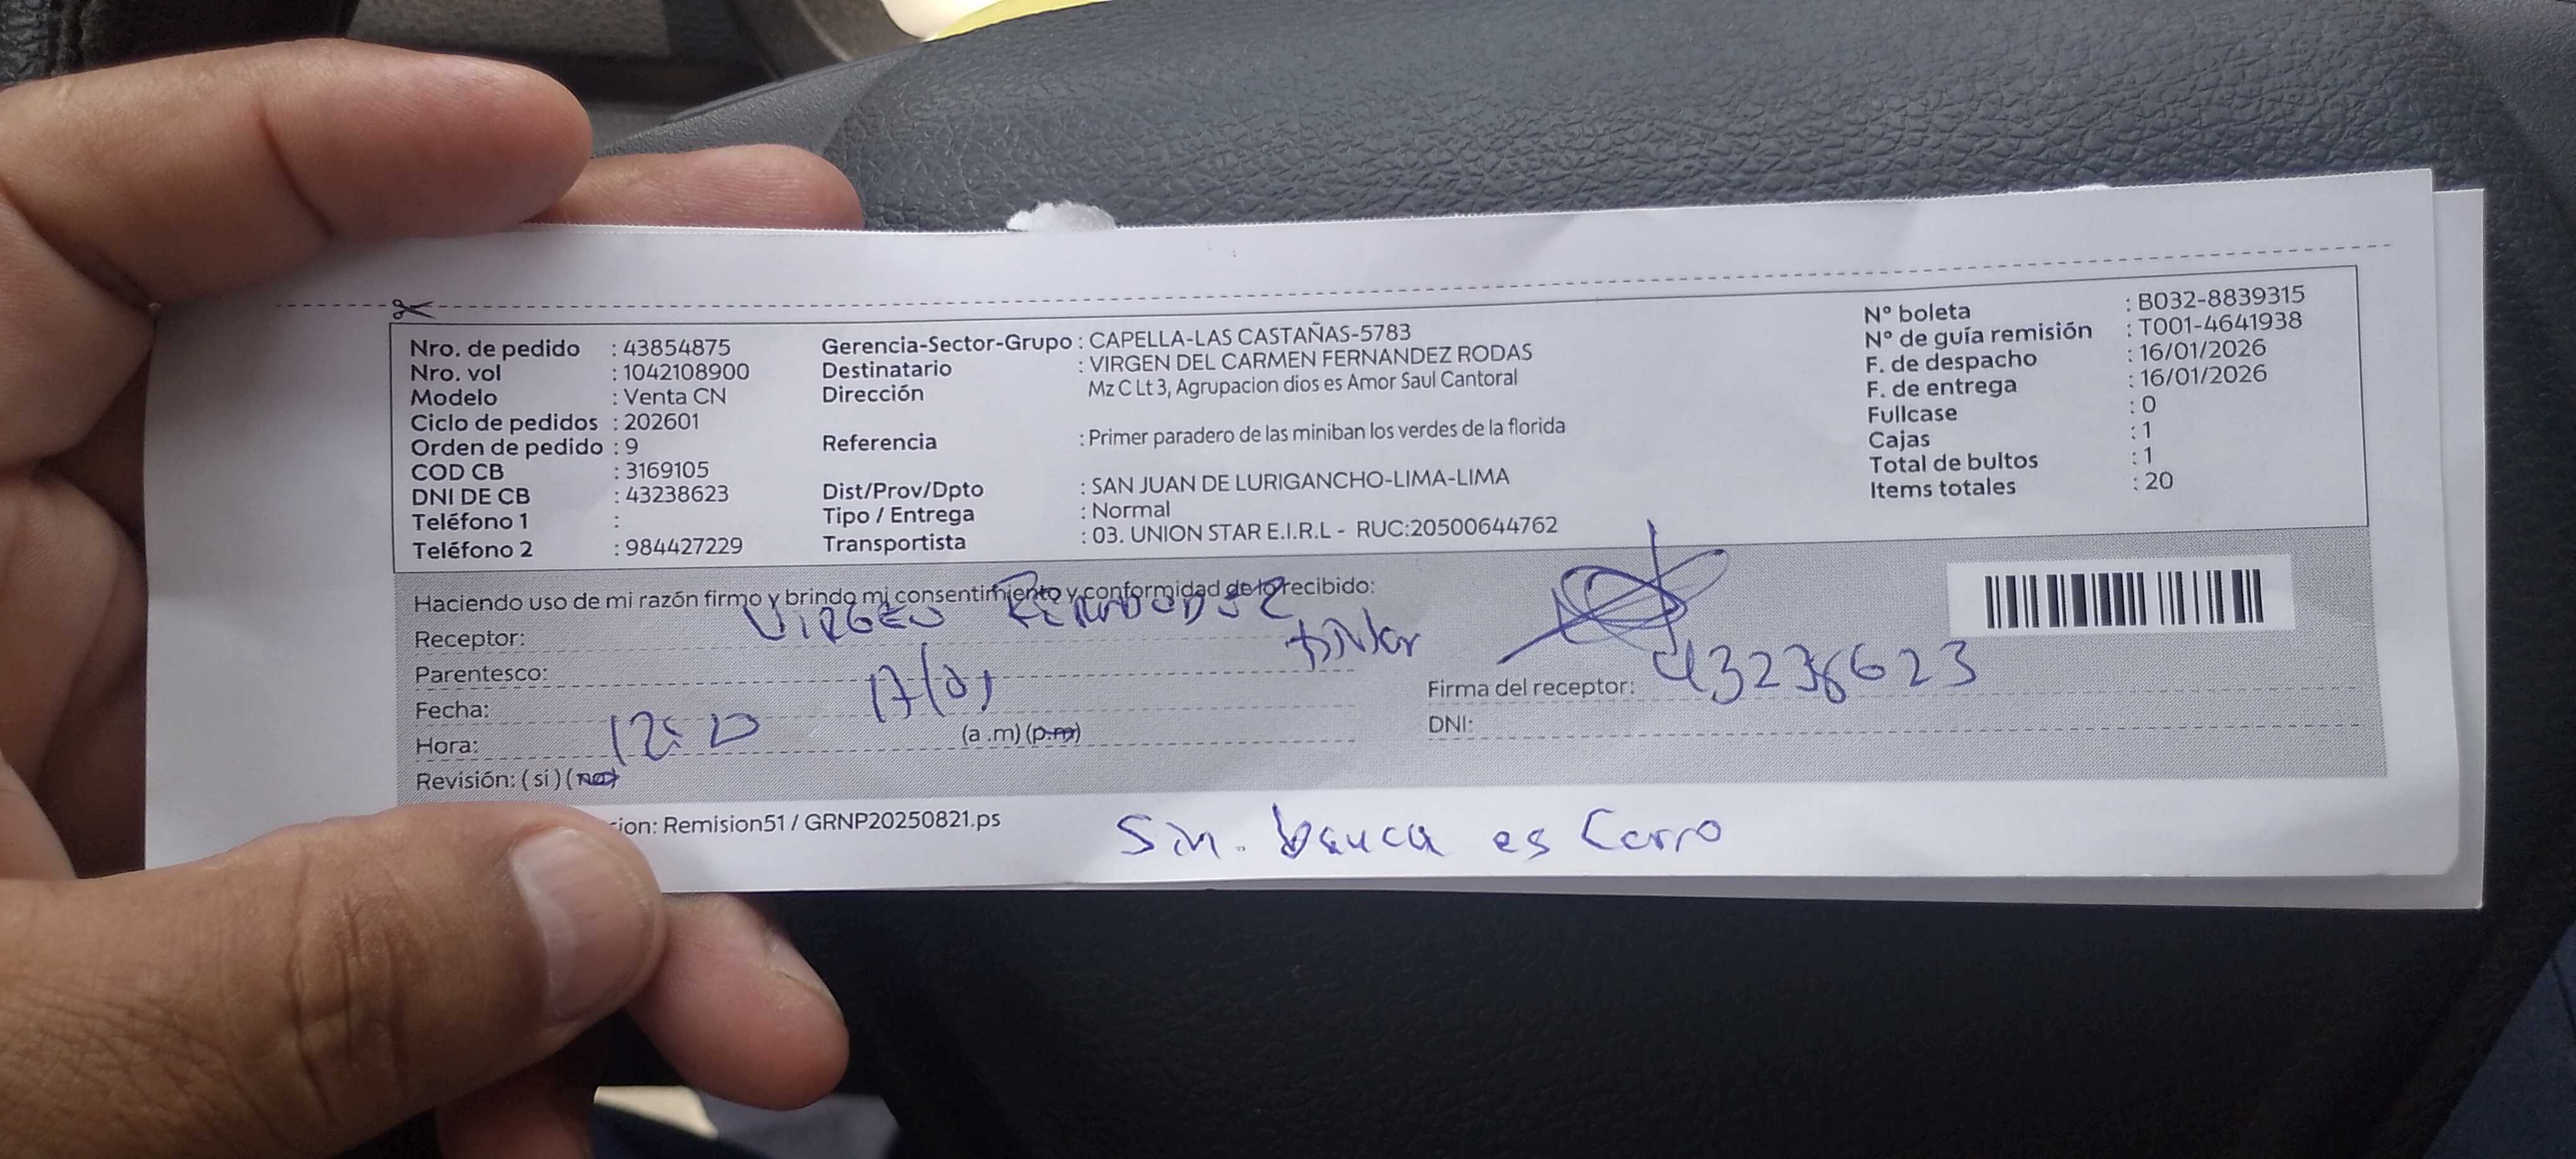 Nro. de pedido : 43854875
Nro. vol : 1042108900
Modelo : Venta CN
Ciclo de pedidos : 202601
Orden de pedido : 9
COD CB : 3169105
DNI DE CB : 43238623
Teléfono 1 :
Teléfono 2 : 984427229
Gerencia-Sector-Grupo : CAPELLA-LAS CASTAÑAS-5783
Destinatario : VIRGEN DEL CARMEN FERNANDEZ RODAS
Dirección Mz C Lt 3, Agrupacion dios es Amor Saul Cantoral
Referencia : Primer paradero de las miniban los verdes de la florida
Dist/Prov/Dpto : SAN JUAN DE LURIGANCHO-LIMA-LIMA
Tipo / Entrega : Normal
Transportista : 03. UNION STAR E.I.R.L - RUC:20500644762
N° boleta : B032-8839315
N° de guía remisión : T001-4641938
F. de despacho : 16/01/2026
F. de entrega : 16/01/2026
Fullcase : 0
Cajas : 1
Total de bultos : 1
Items totales : 20
Haciendo uso de mi razón firmo y brindo mi consentimiento y conformidad de lo recibido:
Receptor: VIRGEN
Parentesco: titular
Fecha: 17/01
Hora: (a .m) (p.m)
Revisión: ( si ) (no)
Firma del receptor: 43238623
DNI:
ion: Remision51 / GRNP20250821.ps
Sin. es Cerro